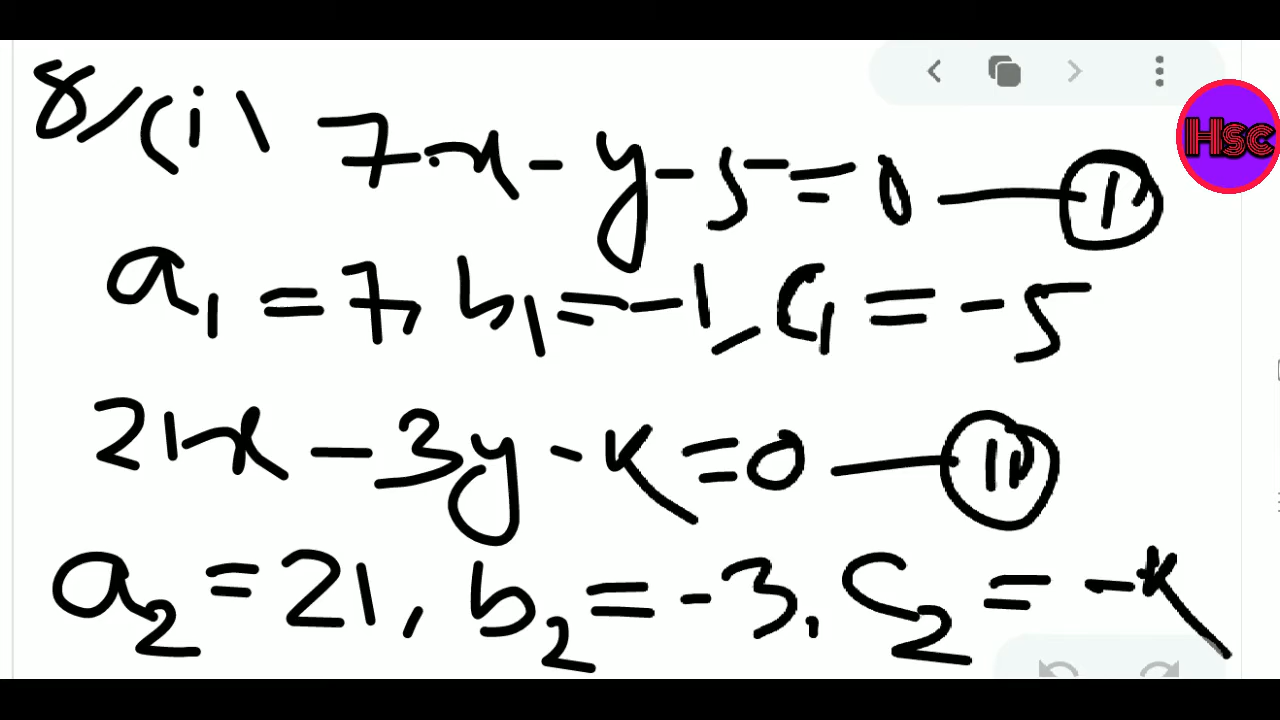 8/(i) 7x - y - 5 = 0 — (1)
Hsc
a₁ = 7, b₁ = -1, C₁ = -5
21x - 3y - K = 0 — (11)
a₂ = 21, b₂ = -3, C₂ = -K